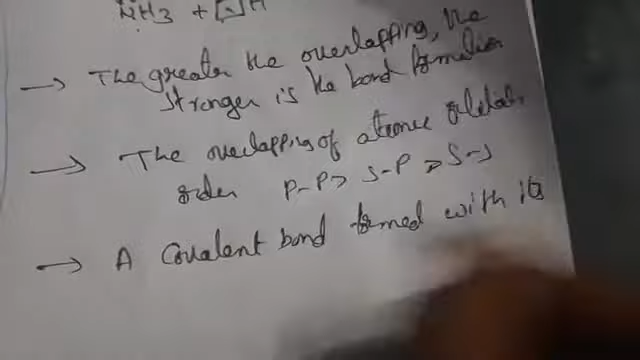 NH3 + [ ]H
→ The greater the overlapping, the
stronger is the bond formation
→ The overlapping of atomic orbitals
order P-P > S-P > S-S
→ A Covalent bond formed with its